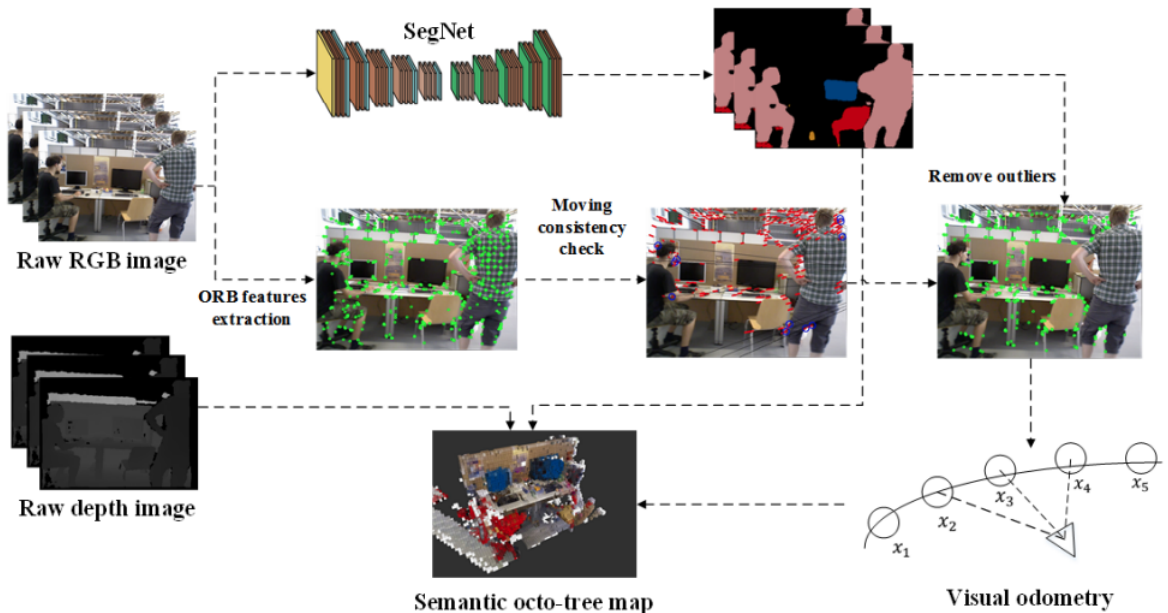 SegNet
Raw RGB image
ORB features
extraction
Moving
consistency
check
Remove outliers
Raw depth image
Semantic octo-tree map
x₁
x₂
x₃
x₄
x₅
Visual odometry